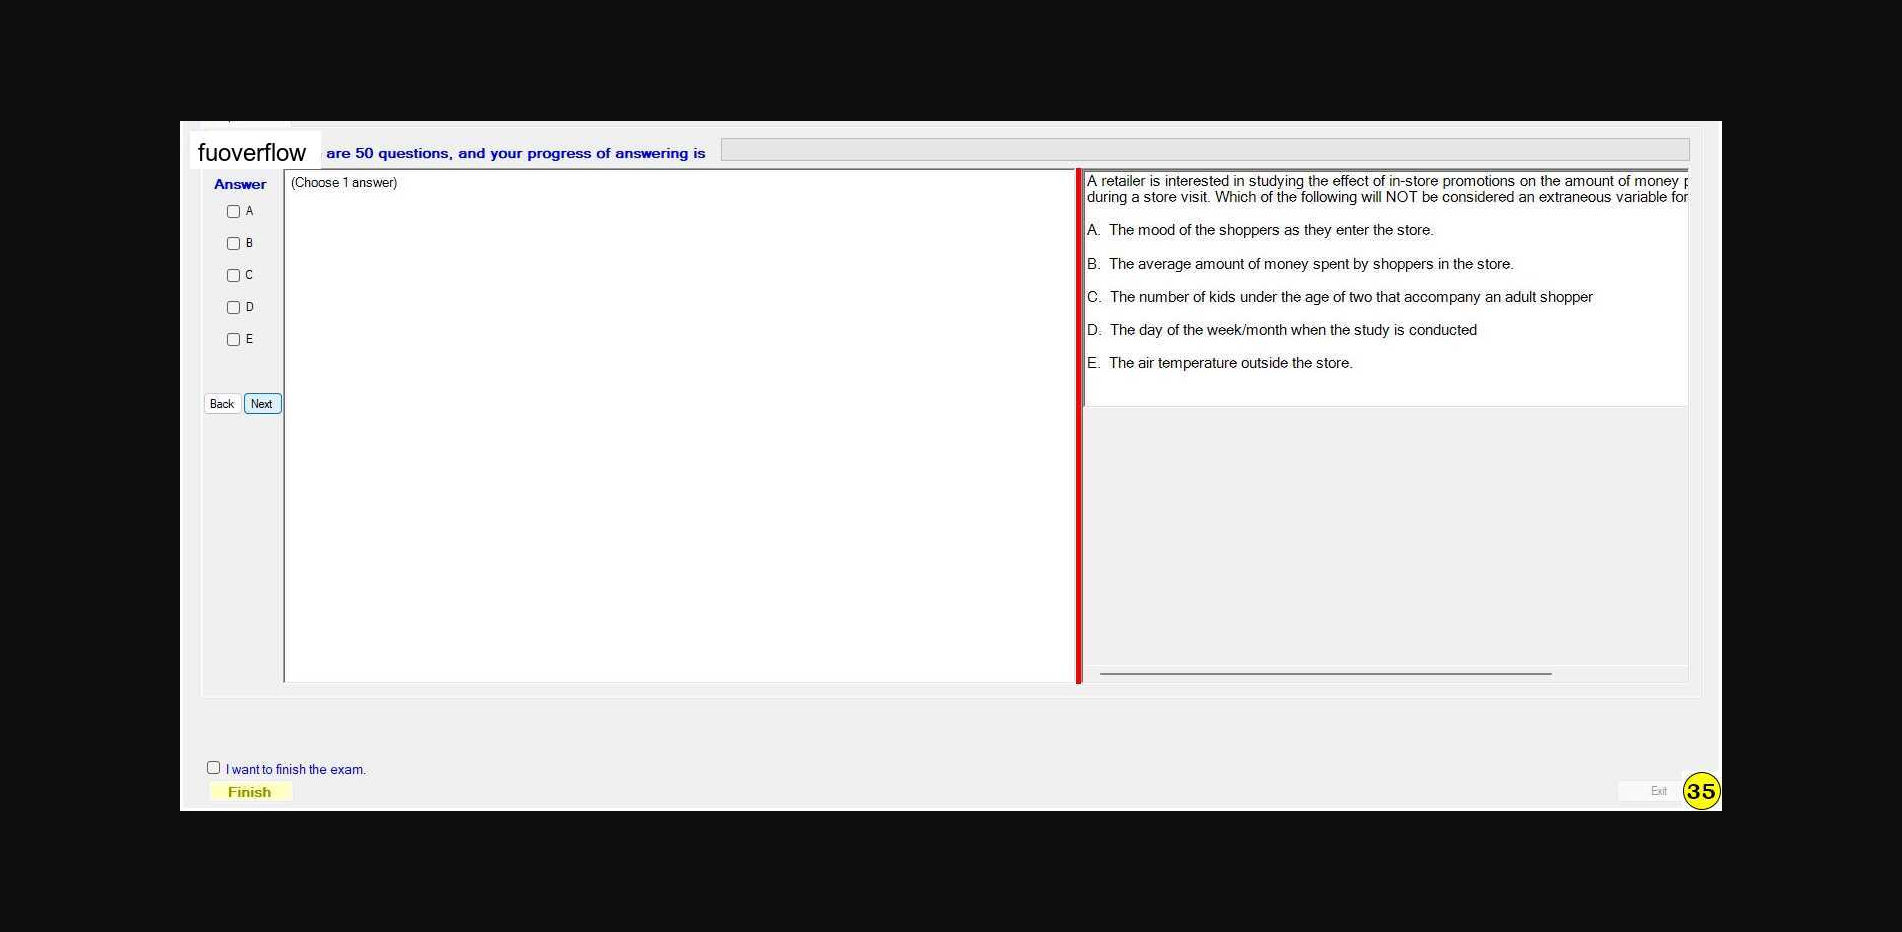 fuoverflow are 50 questions, and your progress of answering is
Answer
A
B
C
D
E
Back Next
(Choose 1 answer)
A retailer is interested in studying the effect of in-store promotions on the amount of money
during a store visit. Which of the following will NOT be considered an extraneous variable for
A. The mood of the shoppers as they enter the store.
B. The average amount of money spent by shoppers in the store.
C. The number of kids under the age of two that accompany an adult shopper
D. The day of the week/month when the study is conducted
E. The air temperature outside the store.
I want to finish the exam.
Finish
Exit
35